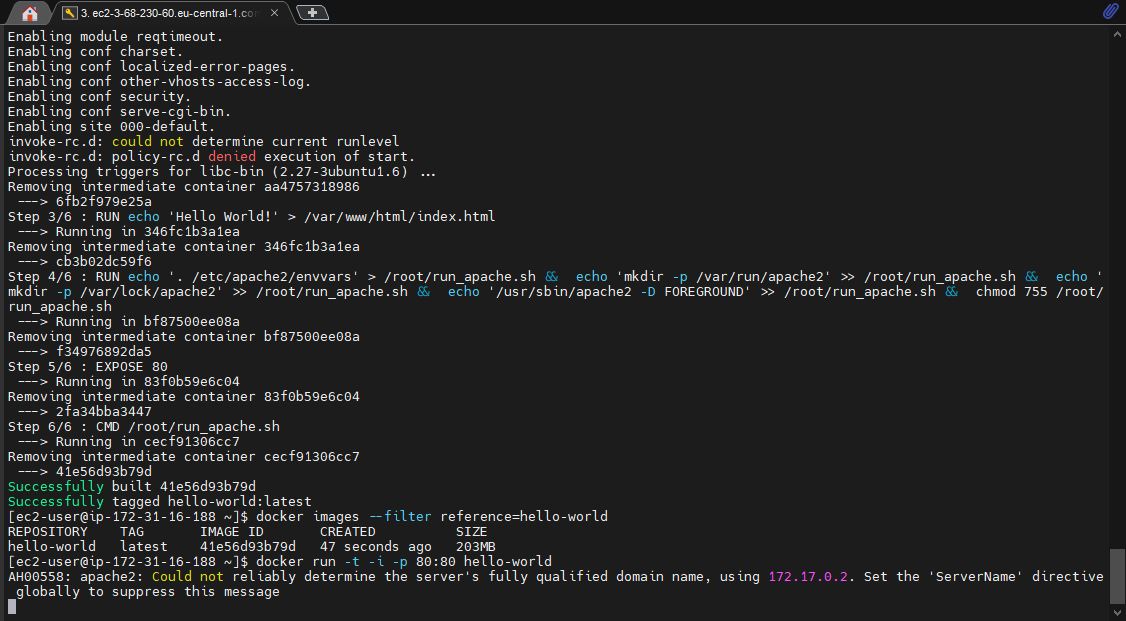 3. ec2-3-68-230-60.eu-central-1.co
Enabling module reqtimeout.
Enabling conf charset.
Enabling conf localized-error-pages.
Enabling conf other-vhosts-access-log.
Enabling conf security.
Enabling conf serve-cgi-bin.
Enabling site 000-default.
invoke-rc.d: could not determine current runlevel
invoke-rc.d: policy-rc.d denied execution of start.
Processing triggers for libc-bin (2.27-3ubuntu1.6) ...
Removing intermediate container aa4757318986
---> 6fb2f979e25a
Step 3/6 : RUN echo 'Hello World!' > /var/www/html/index.html
---> Running in 346fc1b3a1ea
Removing intermediate container 346fc1b3a1ea
---> cb3b02dc59f6
Step 4/6 : RUN echo '. /etc/apache2/envvars' > /root/run_apache.sh &&  echo 'mkdir -p /var/run/apache2' >> /root/run_apache.sh &&  echo '
mkdir -p /var/lock/apache2' >> /root/run_apache.sh &&  echo '/usr/sbin/apache2 -D FOREGROUND' >> /root/run_apache.sh &&  chmod 755 /root/
run_apache.sh
---> Running in bf87500ee08a
Removing intermediate container bf87500ee08a
---> f34976892da5
Step 5/6 : EXPOSE 80
---> Running in 83f0b59e6c04
Removing intermediate container 83f0b59e6c04
---> 2fa34bba3447
Step 6/6 : CMD /root/run_apache.sh
---> Running in cecf91306cc7
Removing intermediate container cecf91306cc7
---> 41e56d93b79d
Successfully built 41e56d93b79d
Successfully tagged hello-world:latest
[ec2-user@ip-172-31-16-188 ~]$ docker images --filter reference=hello-world
REPOSITORY    TAG       IMAGE ID       CREATED          SIZE
hello-world   latest    41e56d93b79d   47 seconds ago   203MB
[ec2-user@ip-172-31-16-188 ~]$ docker run -t -i -p 80:80 hello-world
AH00558: apache2: Could not reliably determine the server's fully qualified domain name, using 172.17.0.2. Set the 'ServerName' directive
globally to suppress this message